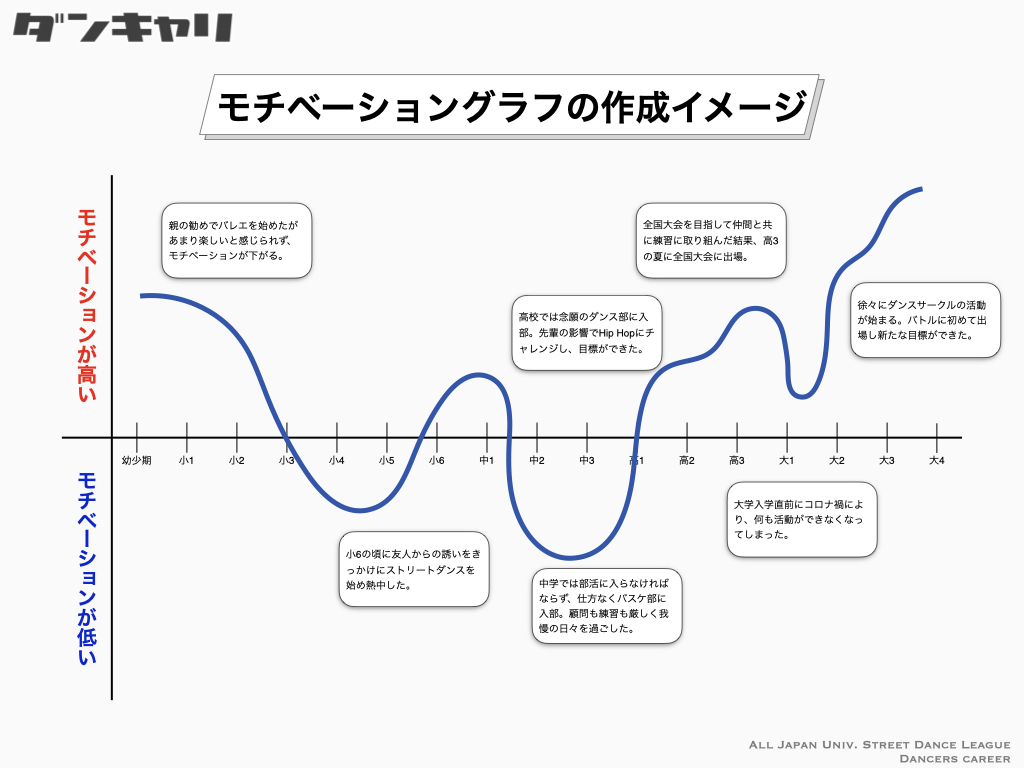 ダンキャリ
モチベーショングラフの作成イメージ
モチベーションが高い
親の勧めでバレエを始めたが
あまり楽しいと感じられず、
モチベーションが下がる。
全国大会を目指して仲間と共
に練習に取り組んだ結果、高3
の夏に全国大会に出場。
高校では念願のダンス部に入
部。先輩の影響でHip Hopにチ
ャレンジし、目標ができた。
徐々にダンスサークルの活動
が始まる。バトルに初めて出
場し新たな目標ができた。
幼少期 小1 小2 小3 小4 小5 小6 中1 中2 中3 高1 高2 高3 大1 大2 大3 大4
モチベーションが低い
小6の頃に友人からの誘いをき
っかけにストリートダンスを
始め熱中した。
中学では部活に入らなければ
ならず、仕方なくバスケ部に
入部。顧問も練習も厳しく我
慢の日々を過ごした。
大学入学直前にコロナ禍によ
り、何も活動ができなくなっ
てしまった。
All Japan Univ. Street Dance League
Dancers career